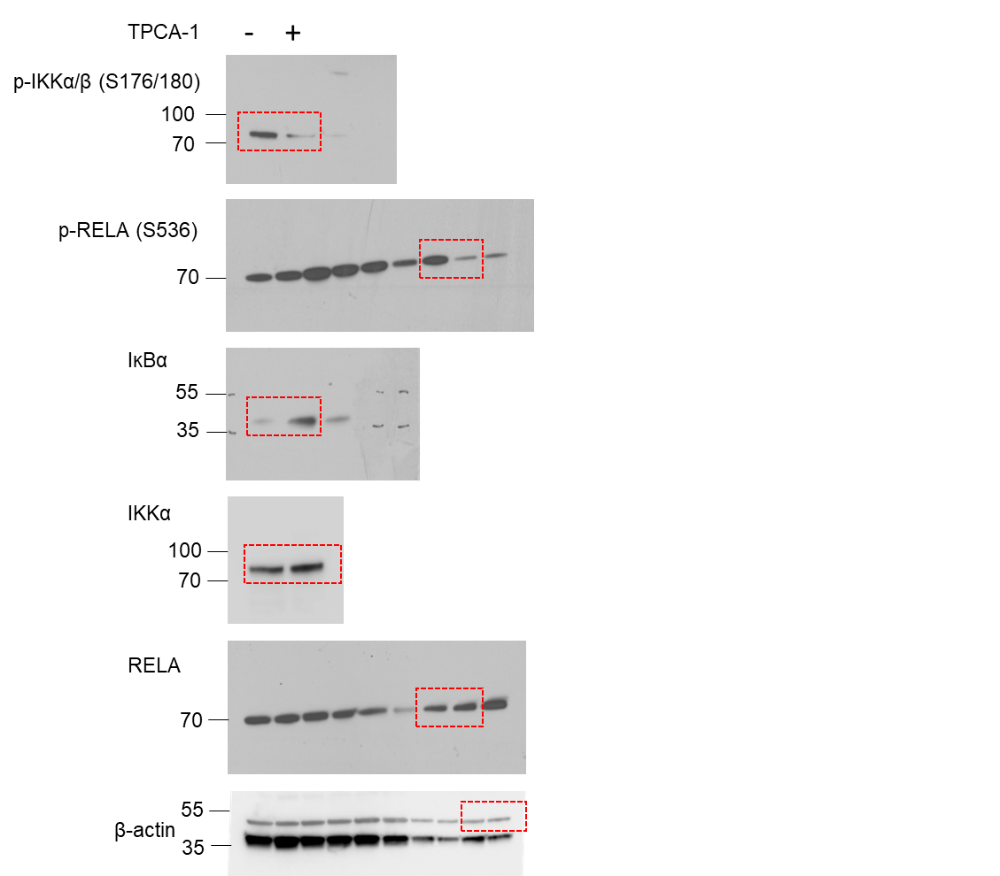 TPCA-1 - +
p-IKKα/β (S176/180)
100
70
p-RELA (S536)
70
IκBα
55
35
IKKα
100
70
RELA
70
55
β-actin
35